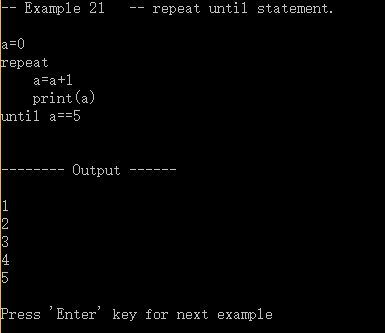 -- Example 21   -- repeat until statement.
a=0
repeat
    a=a+1
    print(a)
until a==5
-------- Output ------
1
2
3
4
5
Press 'Enter' key for next example